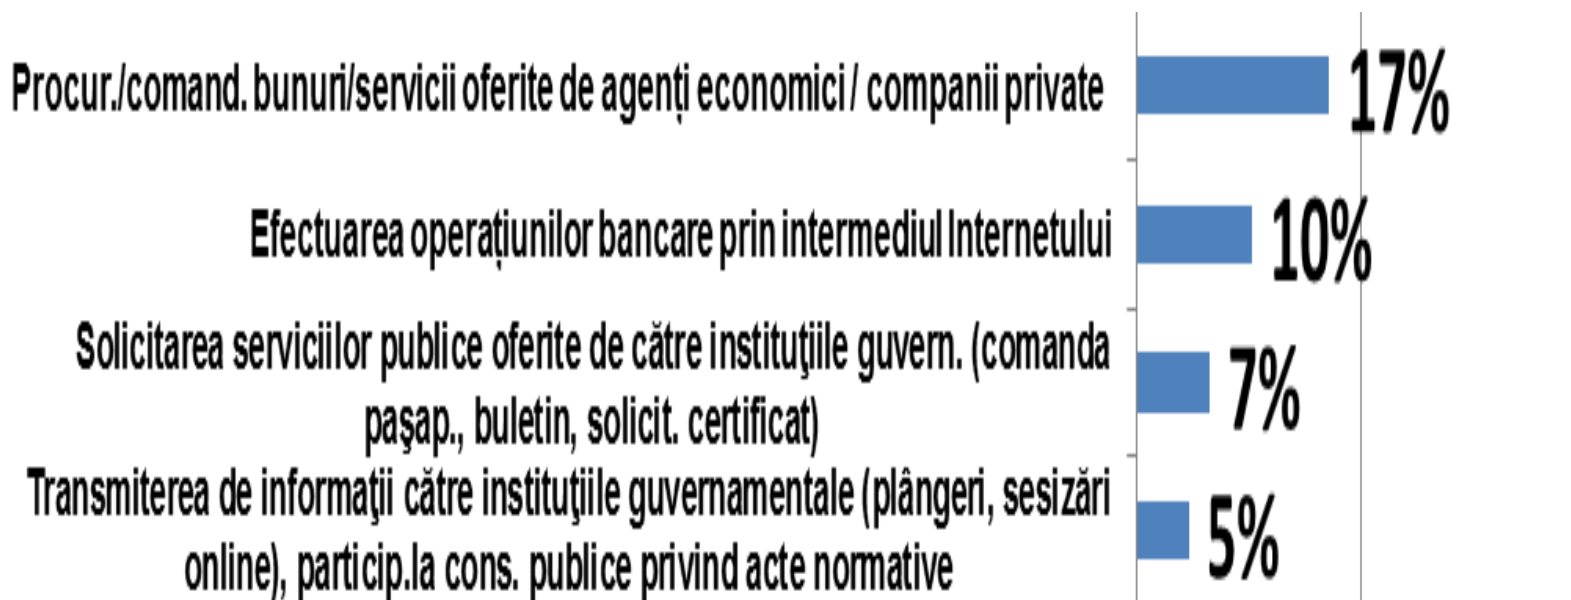 Procur./comand. bunuri/servicii oferite de agenți economici / companii private
17%
Efectuarea operațiunilor bancare prin intermediul Internetului
10%
Solicitarea serviciilor publice oferite de către instituţiile guvern. (comanda
paşap., buletin, solicit. certificat)
7%
Transmiterea de informaţii către instituţiile guvernamentale (plângeri, sesizări
online), particip.la cons. publice privind acte normative
5%